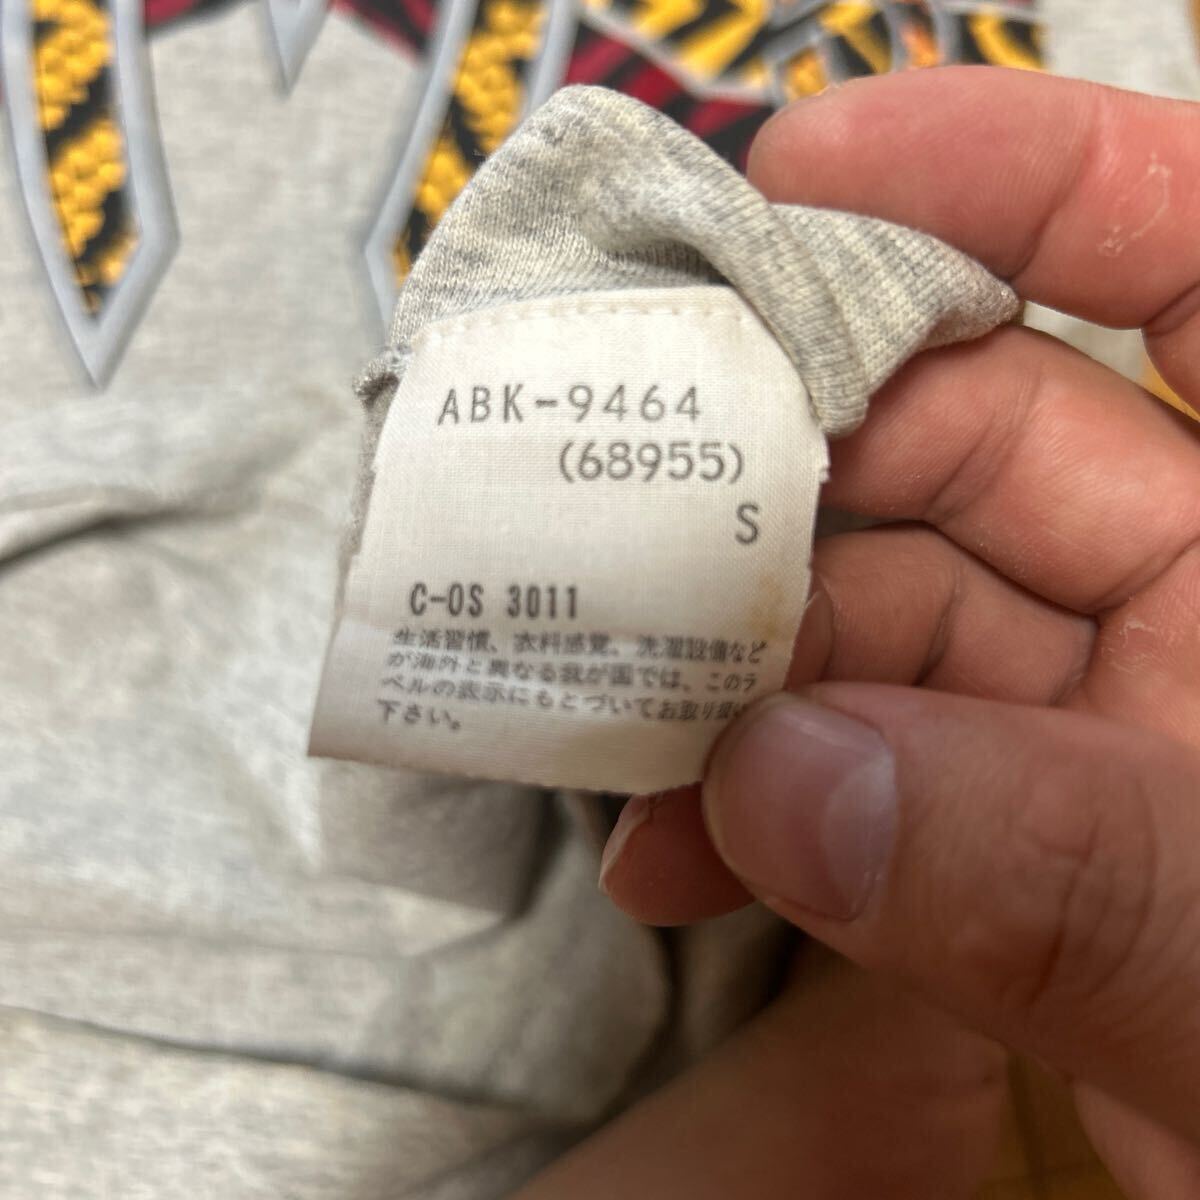 ABK-9464
(68955)
S
C-OS 3011
生活習慣、衣料感覚、洗濯設備など
が海外と異なる我が国では、このラ
ベルの表示にもとづいてお取り扱い
下さい。